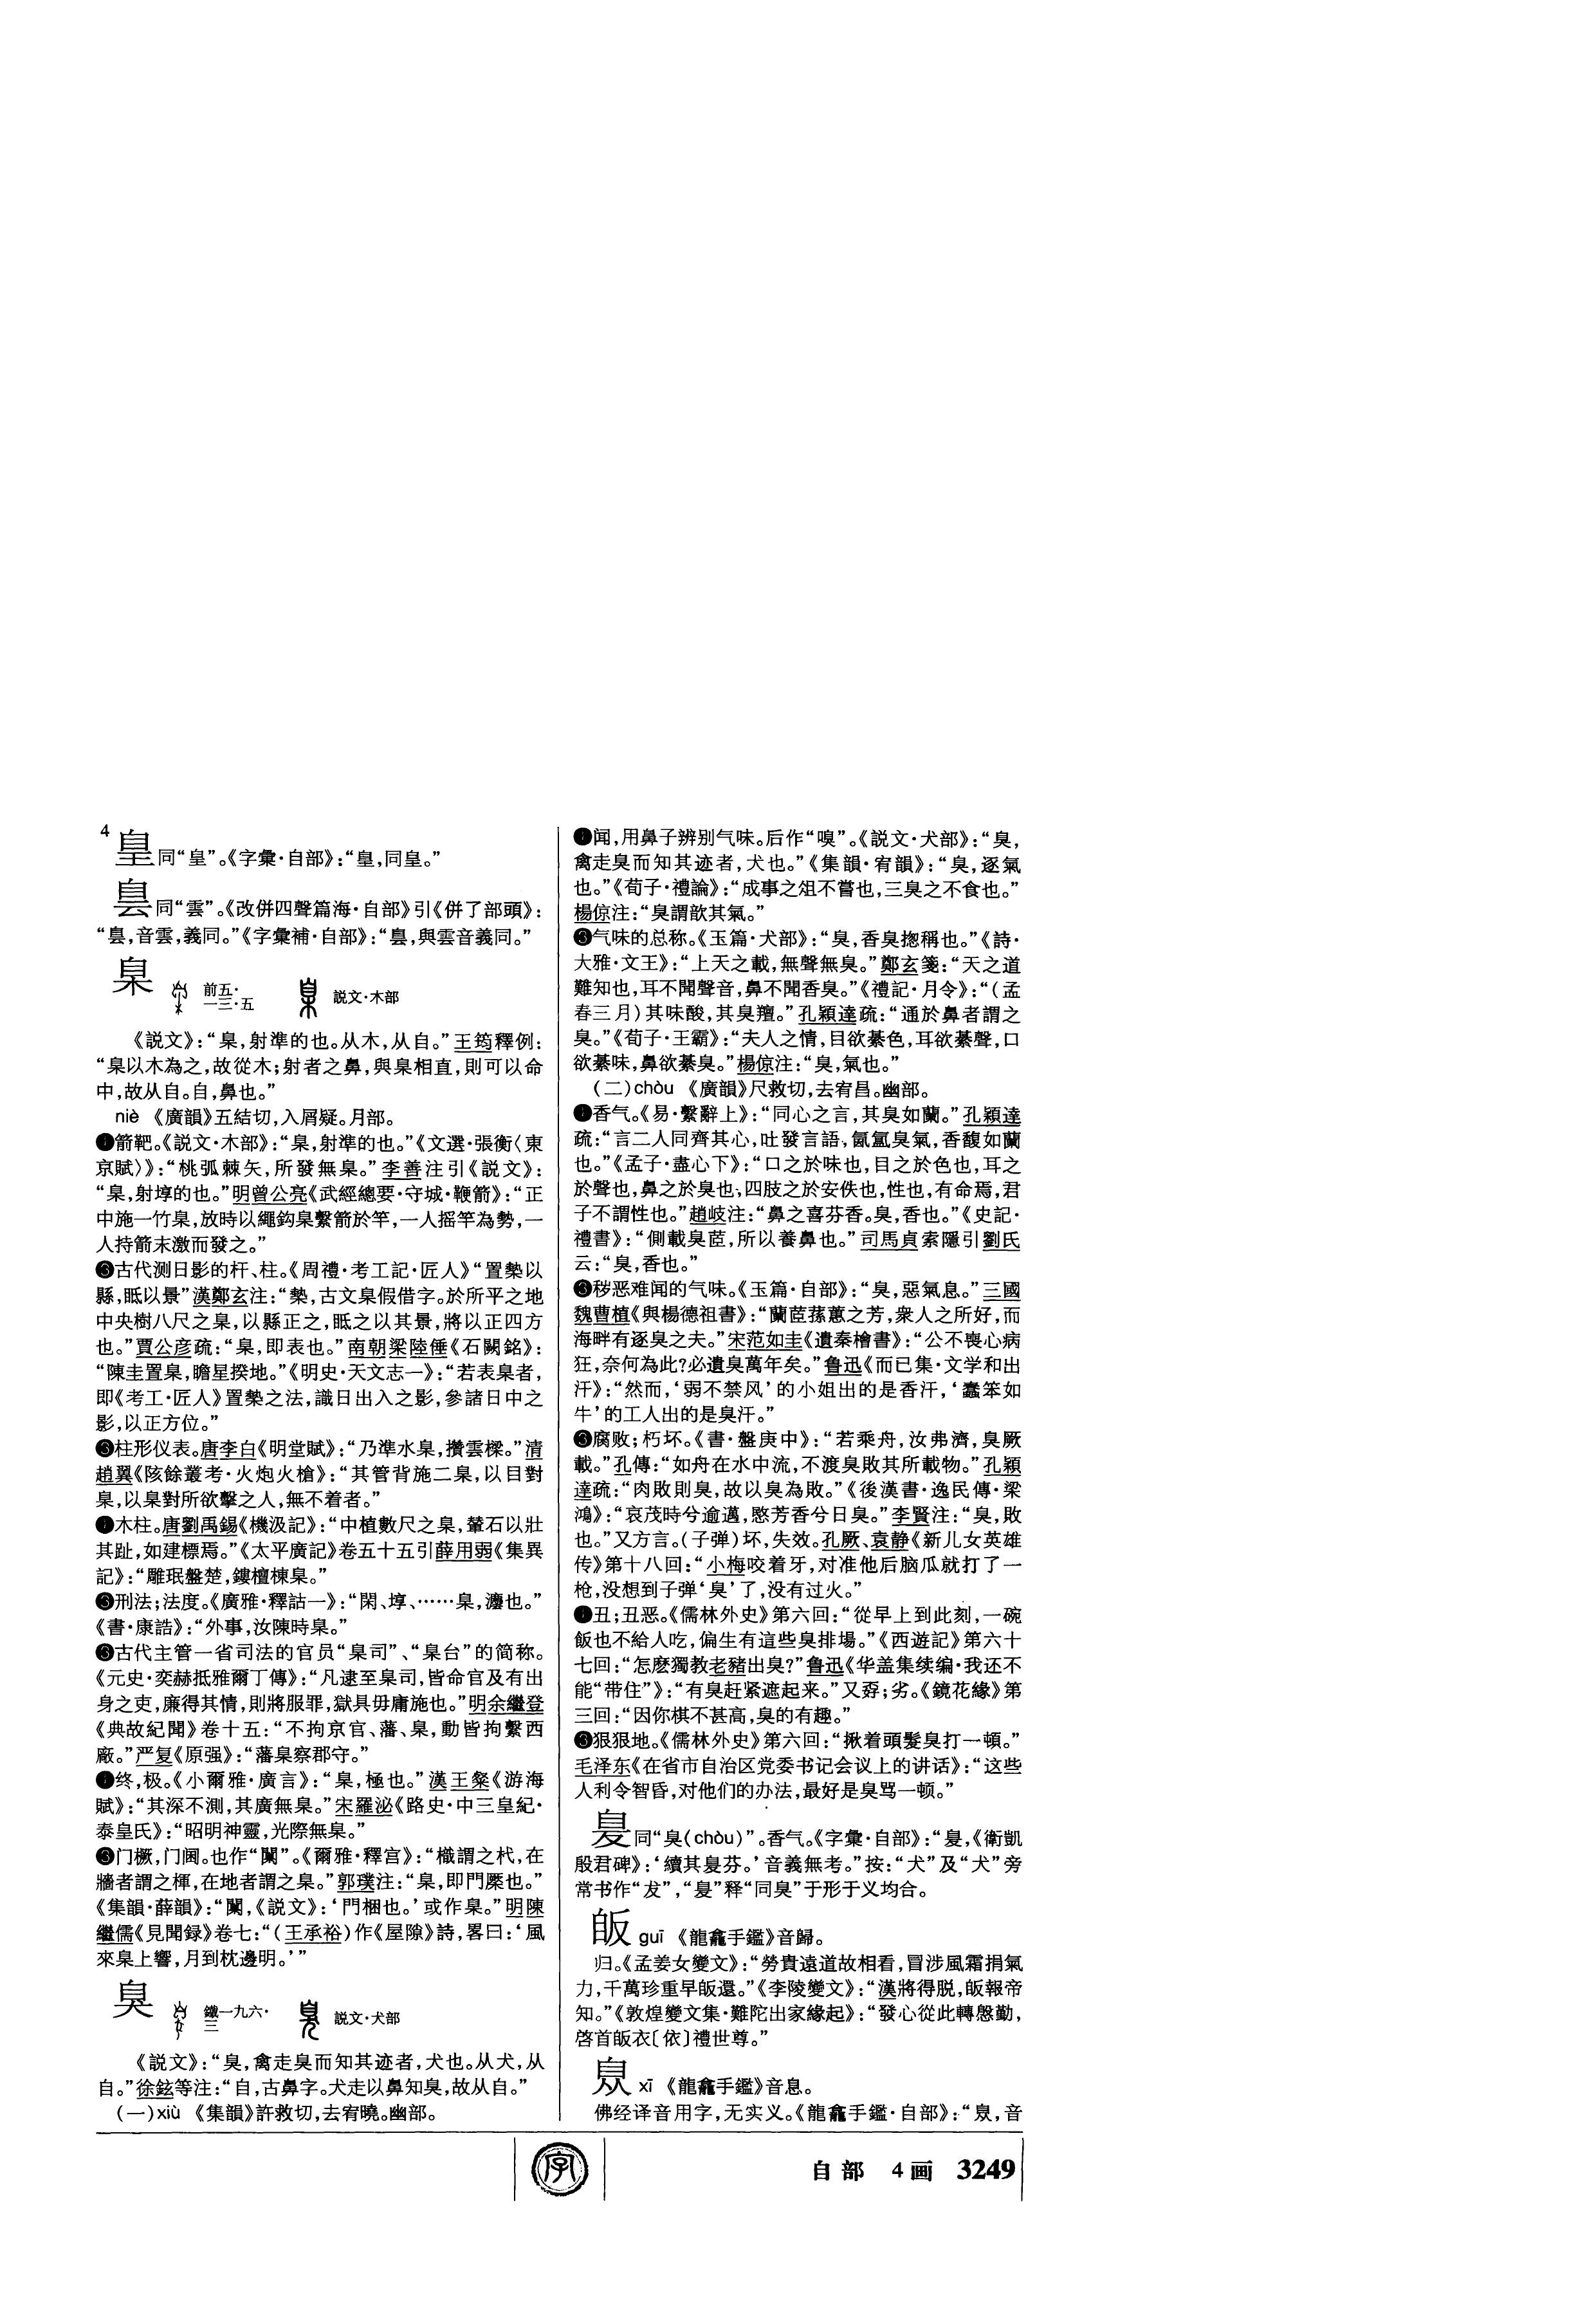 4
同“皇”。《字彙·自部》:“𦤃,同皇。”
同“雲”。《改併四聲篇海·自部》引《併了部頭》:
音雲,義同。”《字彙補·自部》:與雲音義同。”
臬 前五·一三·五 説文·木部
《説文》:“臬,射準的也。从木,从自。”王筠釋例:
“臬以木為之,故從木;射者之鼻,與臬相直,則可以命
中,故从自。自,鼻也。”
niè 《廣韻》五結切,入屑疑。月部。
❶箭靶。《説文·木部》:“臬,射準的也。”《文選·張衡〈東
京賦〉》:“桃弧棘矢,所發無臬。”李善注引《説文》:
“臬,射埻的也。”明曾公亮《武經總要·守城·鞭箭》:“正
中施一竹臬,放時以繩鈎臬繫箭於竿,一人摇竿為勢,一
人持箭末激而發之。”
古代测日影的杆、柱。《周禮·考工記·匠人》“置槷以
縣,眡以景”漢鄭玄注:“槷,古文臬假借字。於所平之地
中央樹八尺之臬,以縣正之,眡之以其景,將以正四方
也。”賈公彦疏:“臬,即表也。”南朝梁陸倕《石闕銘》:
“陳圭置臬,瞻星揆地。”《明史·天文志一》:“若表臬者,
即《考工·匠人》置槷之法,識日出入之影,參諸日中之
影,以正方位。”
❸柱形仪表。唐李白《明堂賦》:“乃準水臬,攢雲樑。”清
趙翼《陔餘叢考·火炮火槍》:“其管背施二臬,以目對
臬,以臬對所欲擊之人,無不着者。”
木柱。唐劉禹錫《機汲記》:“中植數尺之臬,輦石以壯
其趾,如建標焉。”《太平廣記》卷五十五引薛用弱《集異
記》:“雕珉盤楚,鏤檀棟臬。”
刑法;法度。《廣雅·釋詁一》:“閑、埻、……臬,灋也。”
《書·康誥》:“外事,汝陳時臬。”
古代主管一省司法的官员“臬司”、“臬台”的简称。
《元史·奕赫抵雅爾丁傳》:“凡逮至臬司,皆命官及有出
身之吏,廉得其情,則將服罪,獄具毋庸施也。”明余繼登
《典故紀聞》卷十五:“不拘京官、藩、臬,動皆拘繫西
廠。”严复《原强》:“藩臬察郡守。”
终,极。《小爾雅·廣言》:“臬,極也。”漢王粲《游海
賦》:“其深不測,其廣無臬。”宋羅泌《路史·中三皇紀·
泰皇氏》:“昭明神靈,光際無臬。”
门橛,门阃。也作“闑”。《爾雅·釋宫》:“樴謂之杙,在
牆者謂之楎,在地者謂之臬。”郭璞注:“臬,即門橜也。”
《集韻·薛韻》:“闑,《説文》:‘門梱也。’或作臬。”明陳
繼儒《見聞録》卷七:“(王承裕)作《屋隙》詩,畧曰:‘風
來臬上響,月到枕邊明。’”
臭 鐵一九六·三 説文·犬部
《説文》:“臭,禽走臭而知其迹者,犬也。从犬,从
自。”徐鉉等注:“自,古鼻字。犬走以鼻知臭,故从自。”
(一)xiù 《集韻》許救切,去宥曉。幽部。
❶闻,用鼻子辨别气味。后作“嗅”。《説文·犬部》:“臭,
禽走臭而知其迹者,犬也。”《集韻·宥韻》:“臭,逐氣
也。”《荀子·禮論》:“成事之俎不嘗也,三臭之不食也。”
楊倞注:“臭謂歆其氣。”
气味的总称。《玉篇·犬部》:“臭,香臭揔稱也。”《詩·
大雅·文王》:“上天之載,無聲無臭。”鄭玄箋:“天之道
難知也,耳不聞聲音,鼻不聞香臭。”《禮記·月令》:“(孟
春三月)其味酸,其臭羶。”孔穎達疏:“通於鼻者謂之
臭。”《荀子·王霸》:“夫人之情,目欲綦色,耳欲綦聲,口
欲綦味,鼻欲綦臭。”楊倞注:“臭,氣也。”
(二)chòu 《廣韻》尺救切,去宥昌。幽部。
❶香气。《易·繫辭上》:“同心之言,其臭如蘭。”孔穎達
疏:“言二人同齊其心,吐發言語,氤氲臭氣,香馥如蘭
也。”《孟子·盡心下》:“口之於味也,目之於色也,耳之
於聲也,鼻之於臭也,四肢之於安佚也,性也,有命焉,君
子不謂性也。”趙岐注:“鼻之喜芬香。臭,香也。”《史記·
禮書》:“側載臭茝,所以養鼻也。”司馬貞索隱引劉氏
云:“臭,香也。”
秽恶难闻的气味。《玉篇·自部》:“臭,惡氣息。”三國
魏曹植《與楊德祖書》:“蘭茝蓀蕙之芳,衆人之所好,而
海畔有逐臭之夫。”宋范如圭《遺秦檜書》:“公不喪心病
狂,奈何為此?必遺臭萬年矣。”鲁迅《而已集·文学和出
汗》:“然而,‘弱不禁风’的小姐出的是香汗,‘蠢笨如
牛’的工人出的是臭汗。”
❸腐败;朽坏。《書·盤庚中》:“若乘舟,汝弗濟,臭厥
載。”孔傳:“如舟在水中流,不渡臭敗其所載物。”孔穎
達疏:“肉敗則臭,故以臭為敗。”《後漢書·逸民傳·梁
鴻》:“哀茂時兮逾邁,愍芳香兮日臭。”李賢注:“臭,敗
也。”又方言。(子弹)坏,失效。孔厥、袁静《新儿女英雄
传》第十八回:“小梅咬着牙,对准他后脑瓜就打了一
枪,没想到子弹‘臭’了,没有过火。”
丑;丑恶。《儒林外史》第六回:“從早上到此刻,一碗
飯也不給人吃,偏生有這些臭排場。”《西遊記》第六十
七回:“怎麽獨教老豬出臭?”鲁迅《华盖集续编·我还不
能“带住”》:“有臭赶紧遮起来。”又孬;劣。《鏡花緣》第
三回:“因你棋不甚高,臭的有趣。”
狠狠地。《儒林外史》第六回:“揪着頭髮臭打一頓。”
毛泽东《在省市自治区党委书记会议上的讲话》:“这些
人利令智昏,对他们的办法,最好是臭骂一顿。”
同“臭(chòu)”。香气。《字彙·自部》:《衛凱
殷君碑》:音義無考。”按:“犬”及“犬”旁
常书作“犮”,释“同臭”于形于义均合。
皈 guī 《龍龕手鑑》音歸。
归。《孟姜女變文》:“勞貴遠道故相看,冒涉風霜捐氣
力,千萬珍重早皈還。”《李陵變文》:“漢將得脱,皈報帝
知。”《敦煌變文集·難陀出家緣起》:“發心從此轉慇勤,
啓首皈衣〔依〕禮世尊。”
xī 《龍龕手鑑》音息。
佛经译音用字,无实义。《龍龕手鑑·自部》:音
字
自部 4画 3249